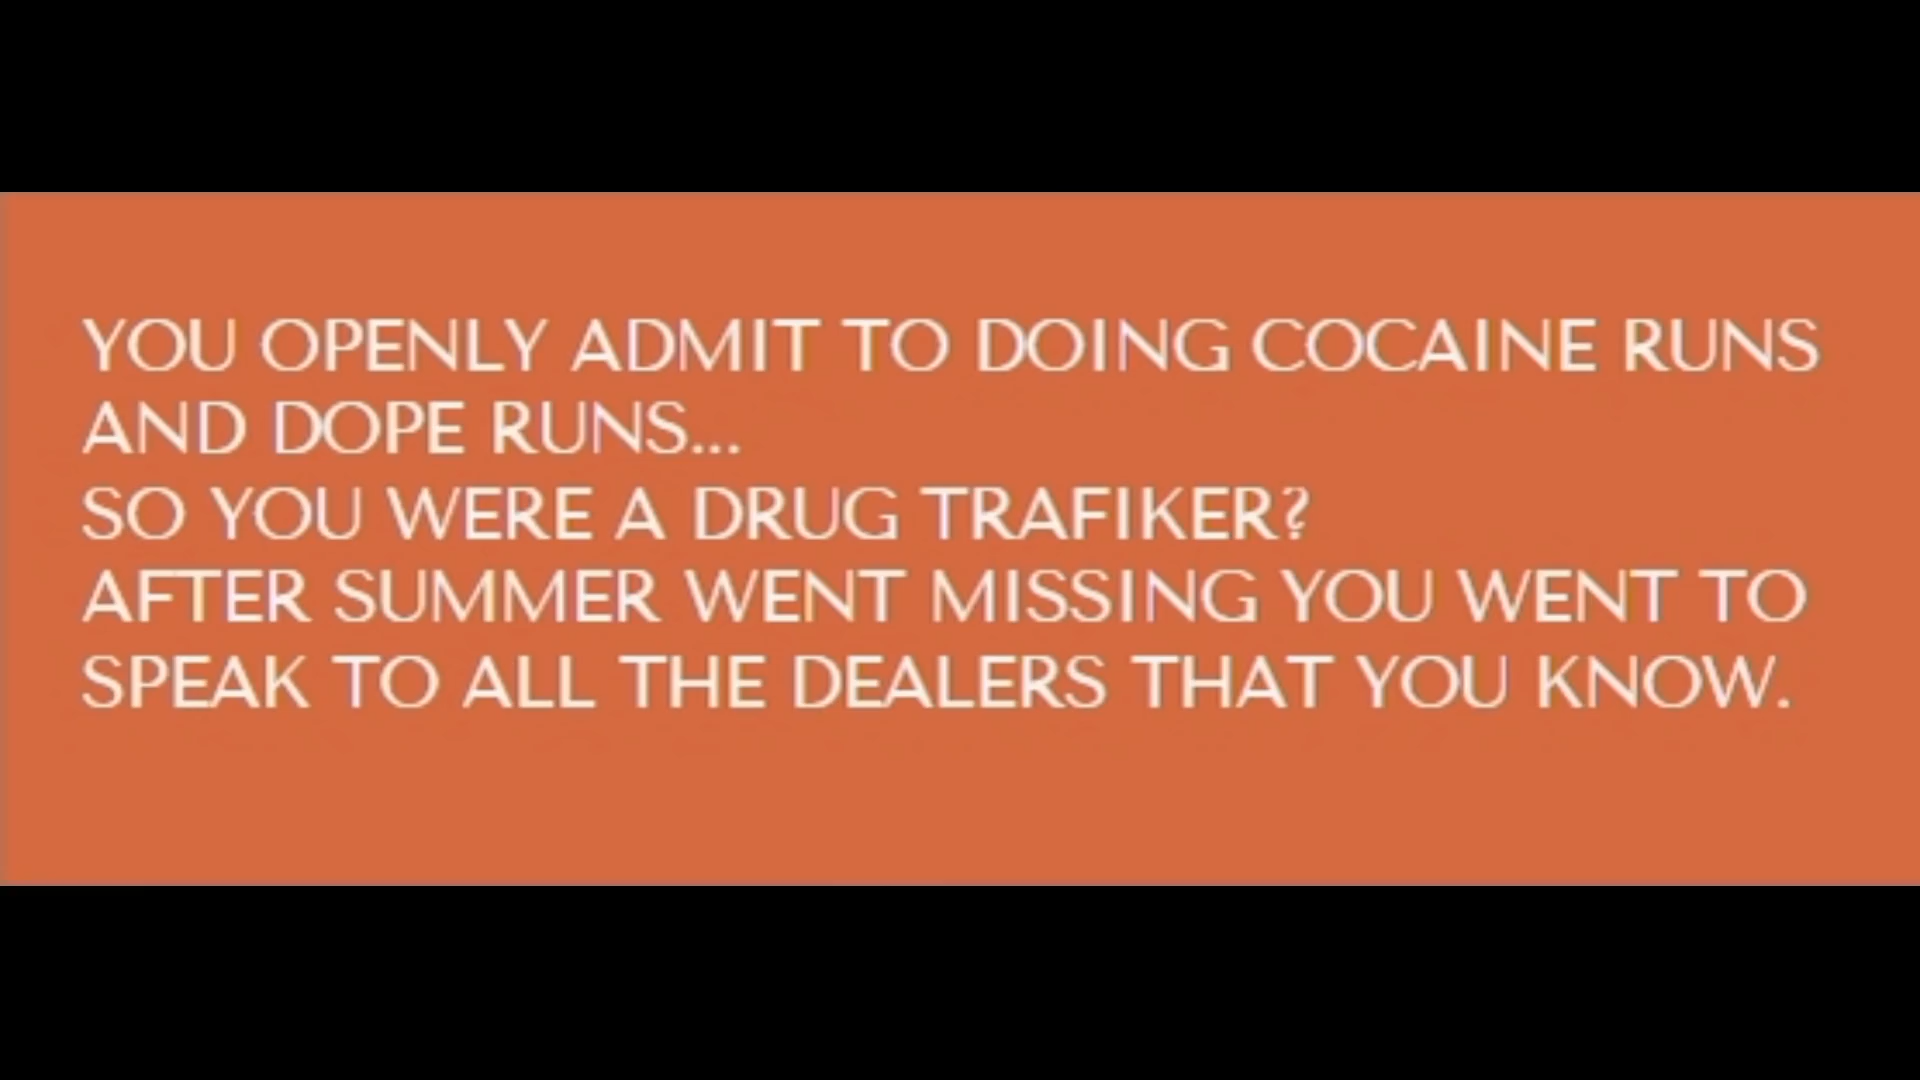 YOU OPENLY ADMIT TO DOING COCAINE RUNS
AND DOPE RUNS...
SO YOU WERE A DRUG TRAFIKER?
AFTER SUMMER WENT MISSING YOU WENT TO
SPEAK TO ALL THE DEALERS THAT YOU KNOW.